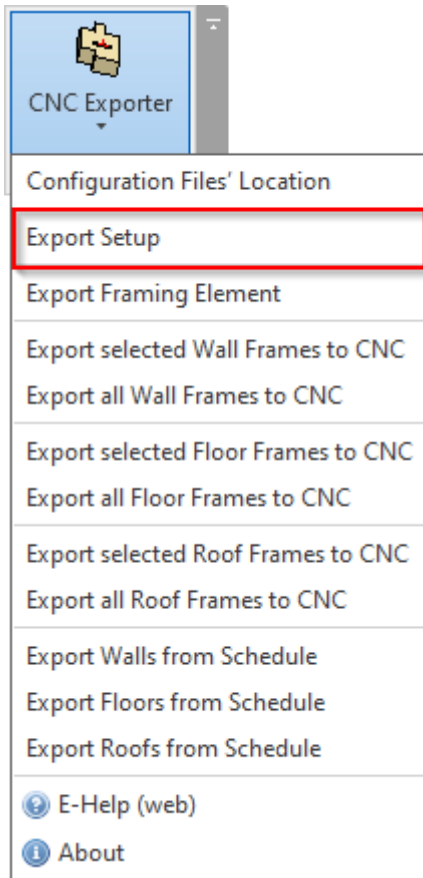 CNC Exporter
Configuration Files' Location
Export Setup
Export Framing Element
Export selected Wall Frames to CNC
Export all Wall Frames to CNC
Export selected Floor Frames to CNC
Export all Floor Frames to CNC
Export selected Roof Frames to CNC
Export all Roof Frames to CNC
Export Walls from Schedule
Export Floors from Schedule
Export Roofs from Schedule
E-Help (web)
About